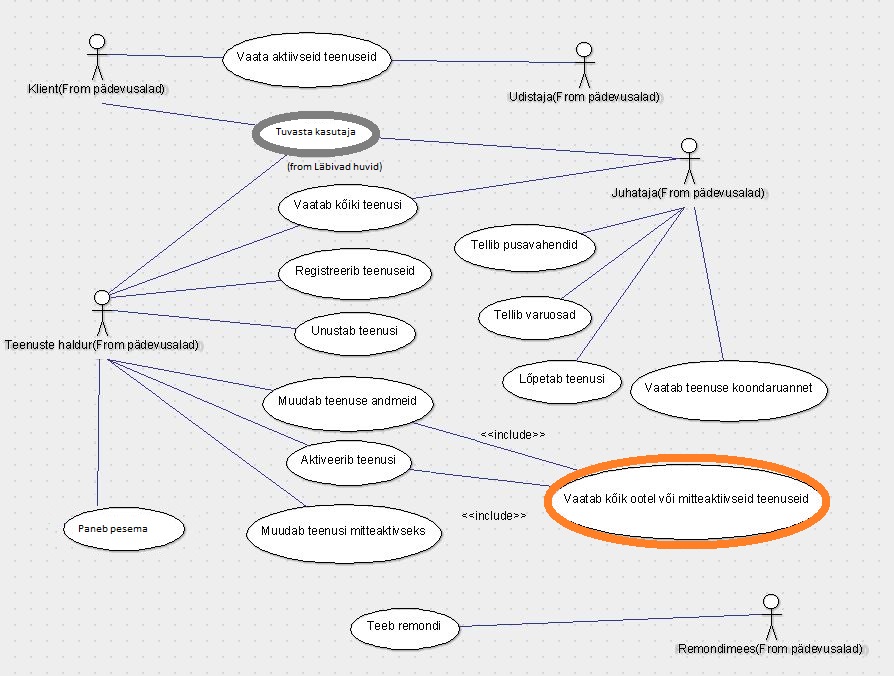 Vaata aktiivseid teenuseid
Klient(From pädevusalad)
Udistaja(From pädevusalad)
Tuvasta kasutaja
(from Läbivad huvid)
Juhataja(From pädevusalad)
Vaatab kõiki teenusi
Tellib pusavahendid
Registreerib teenuseid
Tellib varuosad
Unustab teenusi
Teenuste haldur(From pädevusalad)
Lõpetab teenusi
Vaatab teenuse koondaruannet
Muudab teenuse andmeid
<<include>>
Aktiveerib teenusi
Vaatab kõik ootel või mitteaktiivseid teenuseid
<<include>>
Paneb pesema
Muudab teenusi mitteaktivseks
Teeb remondi
Remondimees(From pädevusalad)